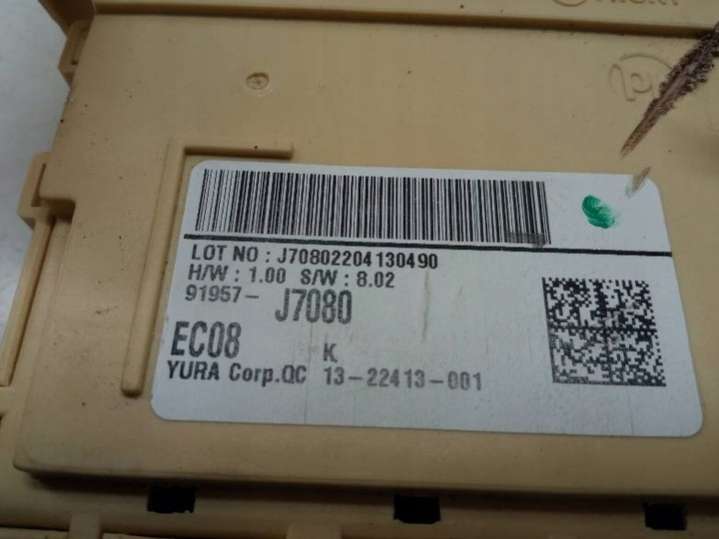 LOT NO : J70802204130490
H/W : 1.00 S/W : 8.02
91957- J7080
EC08 K
YURA Corp.QC 13-22413-001